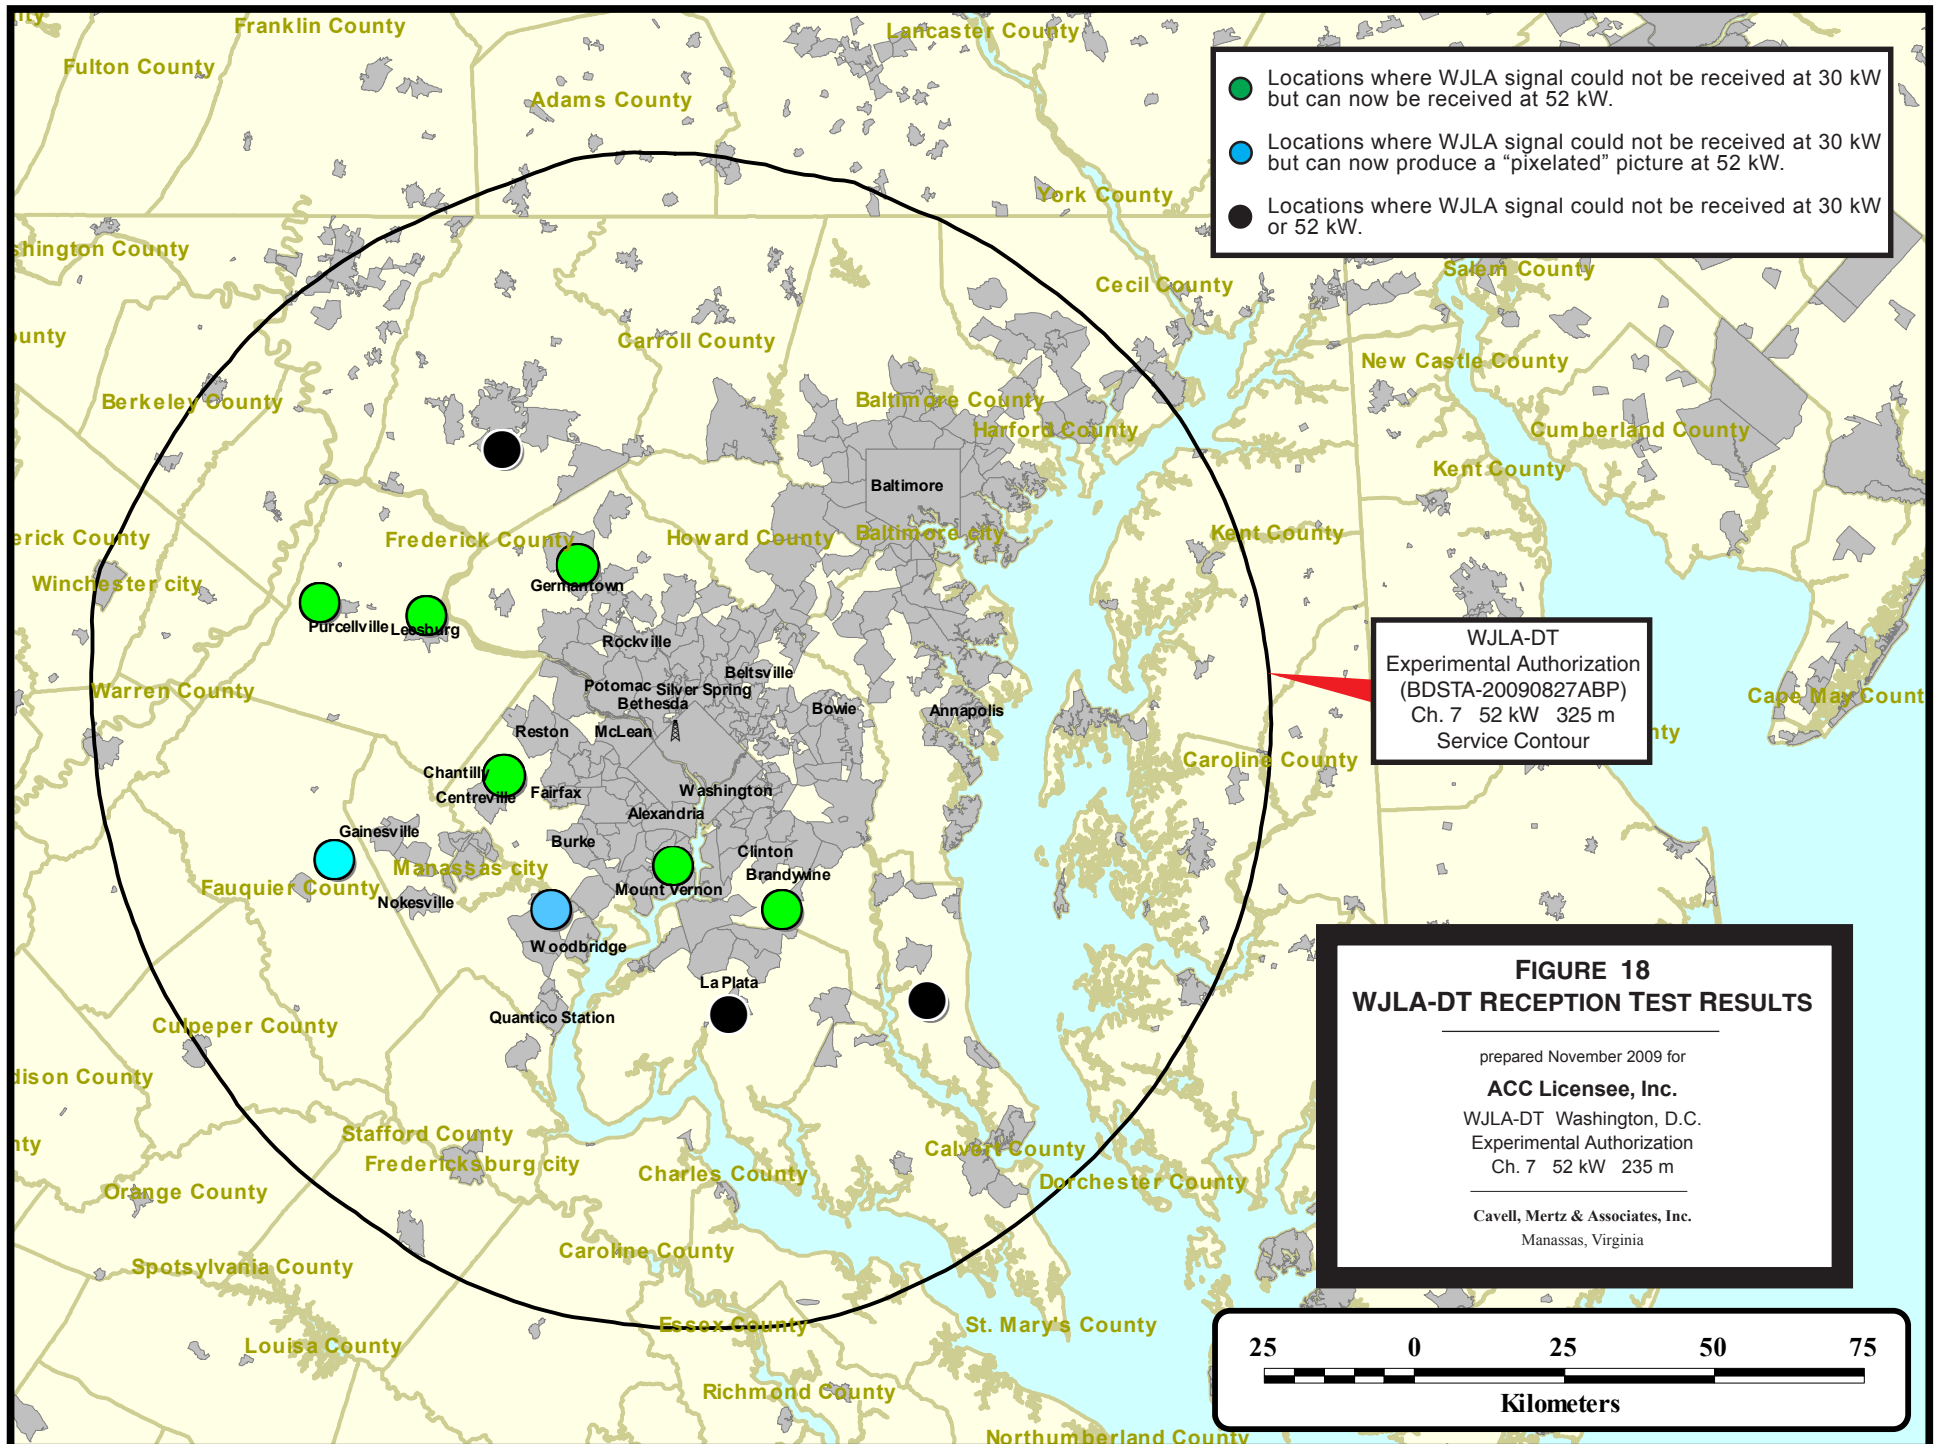 Franklin County
Lancaster County
Fulton County
Adams County
Locations where WJLA signal could not be received at 30 kW
but can now be received at 52 kW.
Locations where WJLA signal could not be received at 30 kW
but can now produce a “pixelated” picture at 52 kW.
Locations where WJLA signal could not be received at 30 kW
or 52 kW.
York County
shington County
Salem County
Cecil County
ounty
Carroll County
New Castle County
Berkeley County
Baltimore County
Harford County
Cumberland County
Kent County
Baltimore
erick County
Frederick County
Howard County
Baltimore city
Kent County
Winchester city
Germantown
Purcellville
Leesburg
Rockville
Beltsville
Warren County
Potomac
Silver Spring
Bethesda
Bowie
Annapolis
Cape May Count
Reston
McLean
nty
WJLA-DT
Experimental Authorization
(BDSTA-20090827ABP)
Ch. 7 52 kW 325 m
Service Contour
Caroline County
Chantilly
Centreville
Fairfax
Washington
Alexandria
Gainesville
Burke
Clinton
Manassas city
Brandywine
Fauquier County
Mount Vernon
Nokesville
Woodbridge
La Plata
Quantico Station
Culpeper County
dison County
Stafford County
nty
Fredericksburg city
Calvert County
Charles County
Dorchester County
Orange County
Caroline County
Spotsylvania County
Essex County
St. Mary's County
Louisa County
Richmond County
Northumberland County
FIGURE 18
WJLA-DT RECEPTION TEST RESULTS
prepared November 2009 for
ACC Licensee, Inc.
WJLA-DT Washington, D.C.
Experimental Authorization
Ch. 7 52 kW 235 m
Cavell, Mertz & Associates, Inc.
Manassas, Virginia
25 0 25 50 75
Kilometers